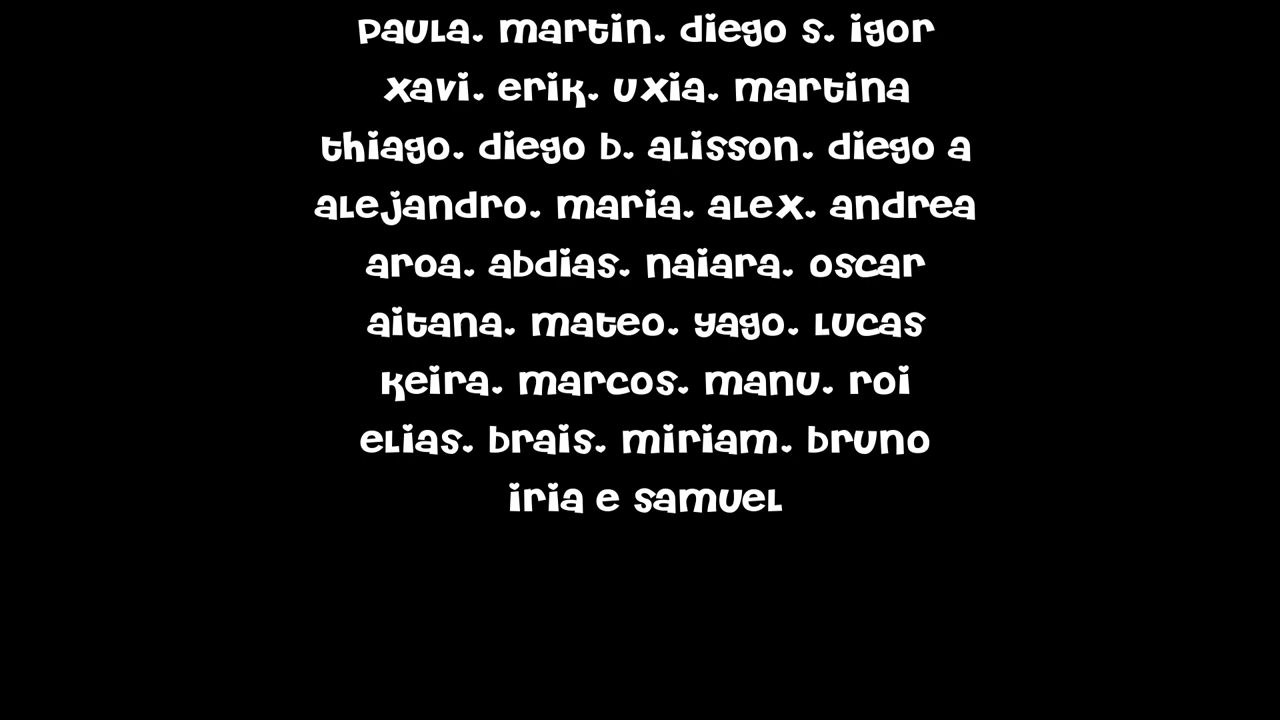 Paula. martin. diego s. igor
xavi. erik. uxia. martina
thiago. diego b. alisson. diego a
alejandro. maria. alex. andrea
aroa. abdias. naiara. oscar
aitana. mateo. yago. lucas
keira. marcos. manu. roi
elias. brais. miriam. bruno
iria e samuel